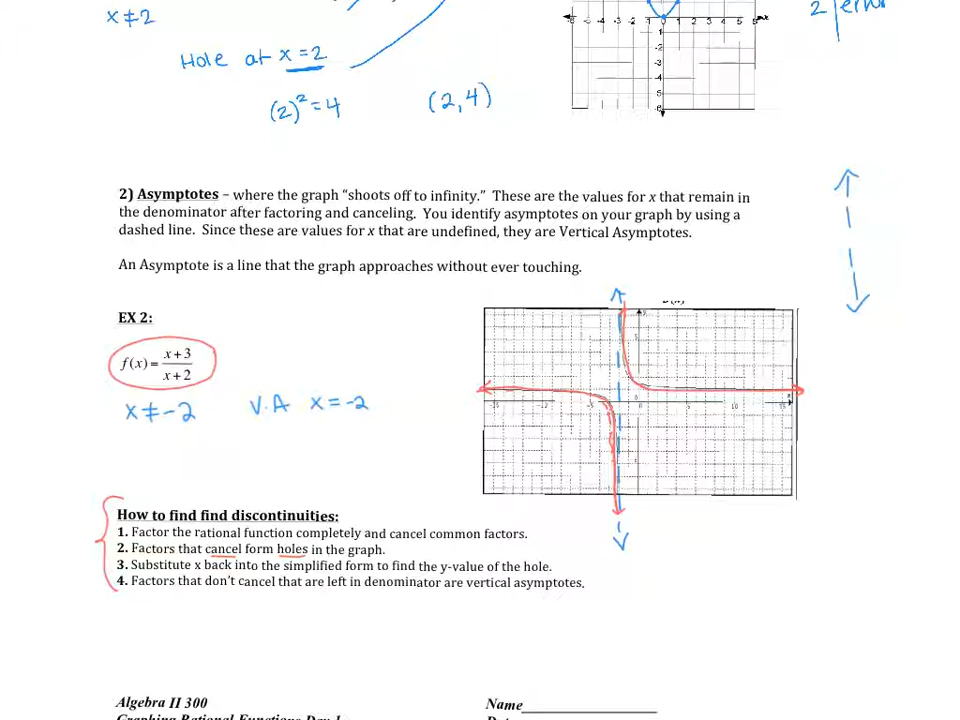 x ≠ 2
Hole at x = 2
(2)² = 4
(2, 4)
2
2) Asymptotes – where the graph “shoots off to infinity.” These are the values for x that remain in
the denominator after factoring and canceling. You identify asymptotes on your graph by using a
dashed line. Since these are values for x that are undefined, they are Vertical Asymptotes.
An Asymptote is a line that the graph approaches without ever touching.
EX 2:
f(x) = x + 3
x + 2
x ≠ -2
V.A x = -2
How to find find discontinuities:
1. Factor the rational function completely and cancel common factors.
2. Factors that cancel form holes in the graph.
3. Substitute x back into the simplified form to find the y-value of the hole.
4. Factors that don’t cancel that are left in denominator are vertical asymptotes.
Algebra II 300
Name
Graphing Rational Functions Day 1